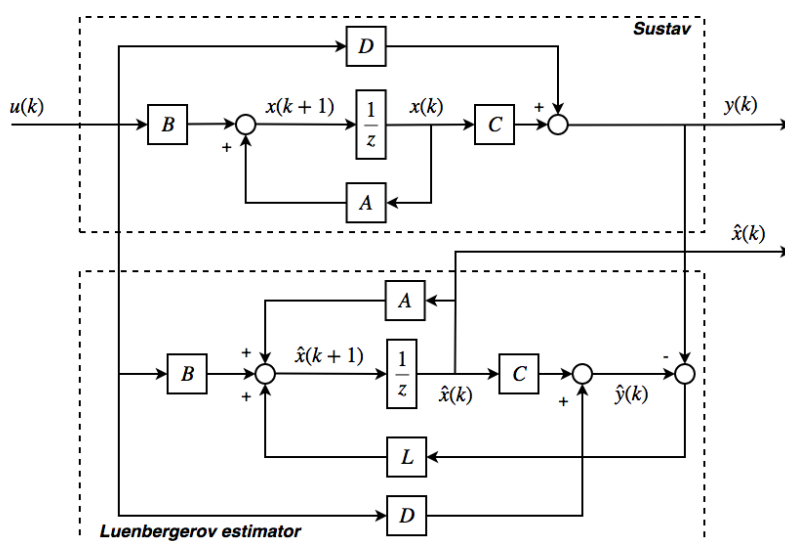 Sustav
D
u(k)
B
+
x(k + 1)
1
z
x(k)
C
+
y(k)
A
x̂(k)
A
B
+
+
x̂(k + 1)
1
z
x̂(k)
C
+
ŷ(k)
-
L
D
Luenbergerov estimator